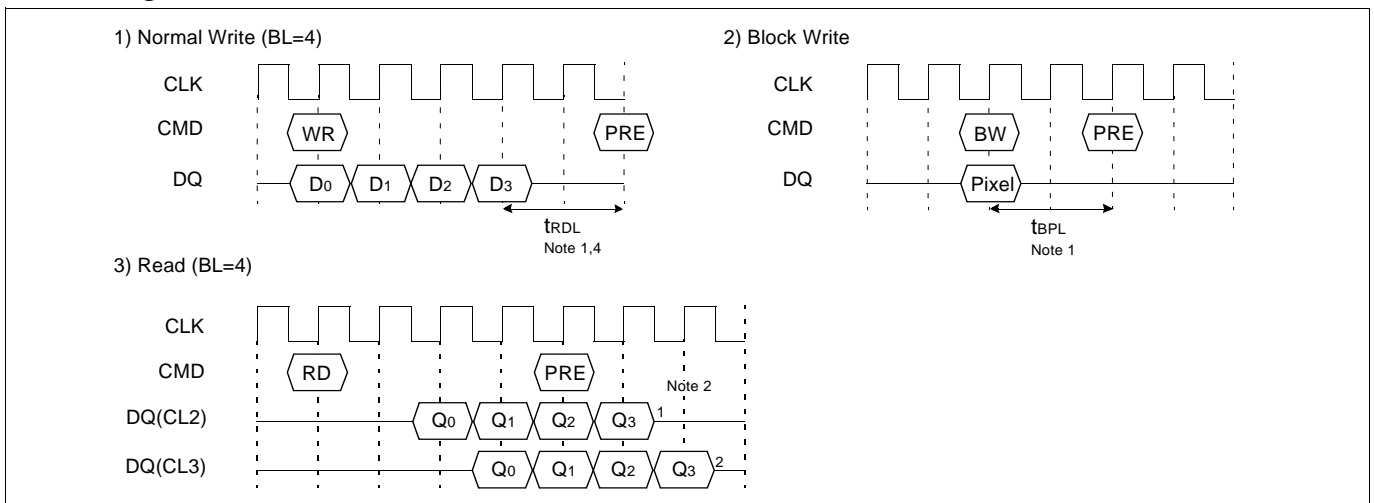 1) Normal Write (BL=4)
CLK
CMD WR PRE
DQ D0 D1 D2 D3
tRDL
Note 1,4
2) Block Write
CLK
CMD BW PRE
DQ Pixel
tBPL
Note 1
3) Read (BL=4)
CLK
CMD RD PRE
Note 2
DQ(CL2) Q0 Q1 Q2 Q3 1
DQ(CL3) Q0 Q1 Q2 Q3 2